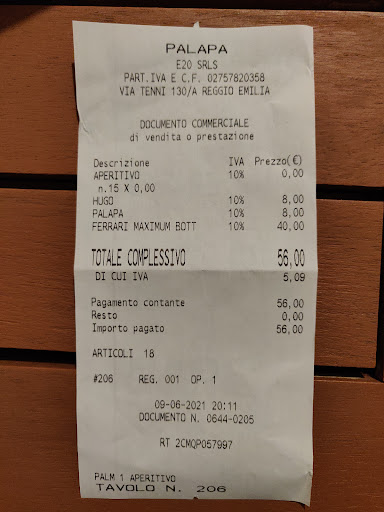 PALAPA
E20 SRLS
PART.IVA E C.F. 02757820358
VIA TENNI 130/A REGGIO EMILIA
DOCUMENTO COMMERCIALE
di vendita o prestazione
Descrizione IVA Prezzo(€)
APERITIVO 10% 0,00
n.15 X 0,00
HUGO 10% 8,00
PALAPA 10% 8,00
FERRARI MAXIMUM BOTT 10% 40,00
TOTALE COMPLESSIVO 56,00
DI CUI IVA 5,09
Pagamento contante 56,00
Resto 0,00
Importo pagato 56,00
ARTICOLI 18
#206 REG. 001 OP. 1
09-06-2021 20:11
DOCUMENTO N. 0644-0205
RT 2CMQP057997
PALM 1 APERITIVO
TAVOLO N. 206